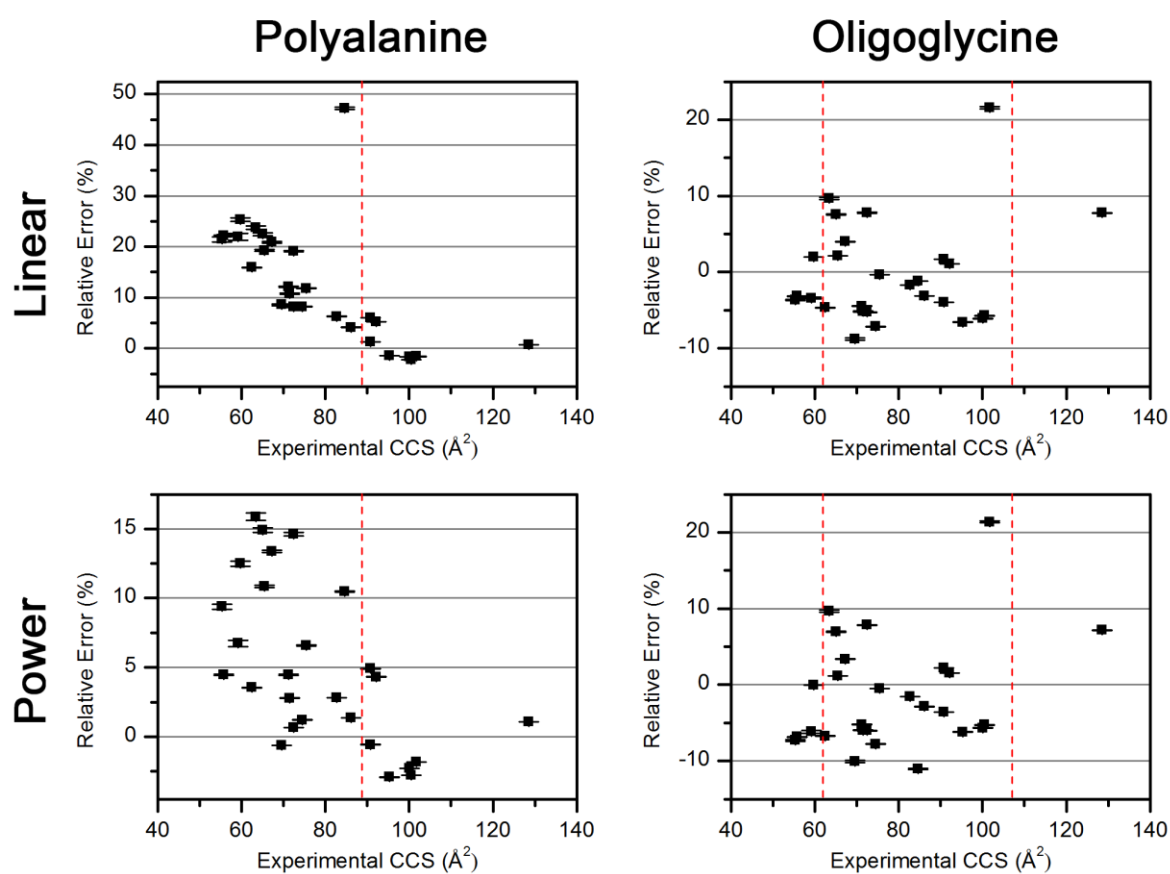 Polyalanine
Oligoglycine
Linear
Relative Error (%)
50
40
30
20
10
0
40 60 80 100 120 140
Experimental CCS (Å²)
Relative Error (%)
20
10
0
-10
40 60 80 100 120 140
Experimental CCS (Å²)
Power
Relative Error (%)
15
10
5
0
40 60 80 100 120 140
Experimental CCS (Å²)
Relative Error (%)
20
10
0
-10
40 60 80 100 120 140
Experimental CCS (Å²)